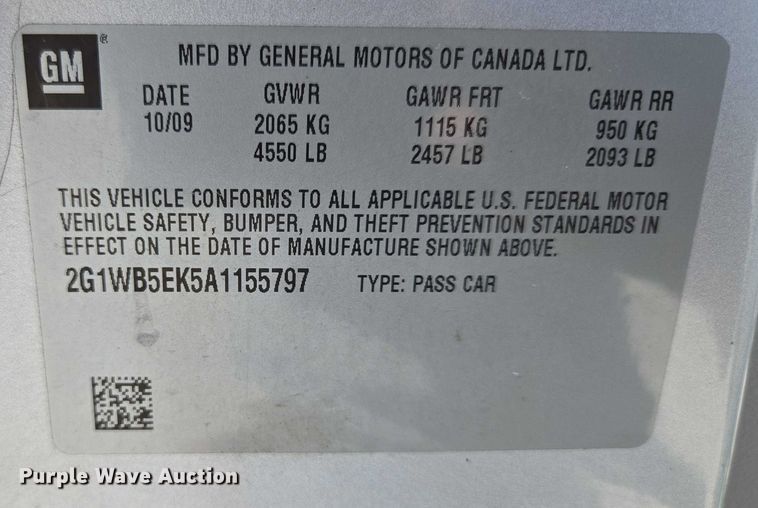 GM ®
MFD BY GENERAL MOTORS OF CANADA LTD.
DATE GVWR GAWR FRT GAWR RR
10/09 2065 KG 1115 KG 950 KG
4550 LB 2457 LB 2093 LB
THIS VEHICLE CONFORMS TO ALL APPLICABLE U.S. FEDERAL MOTOR
VEHICLE SAFETY, BUMPER, AND THEFT PREVENTION STANDARDS IN
EFFECT ON THE DATE OF MANUFACTURE SHOWN ABOVE.
2G1WB5EK5A1155797 TYPE: PASS CAR
Purple Wave Auction